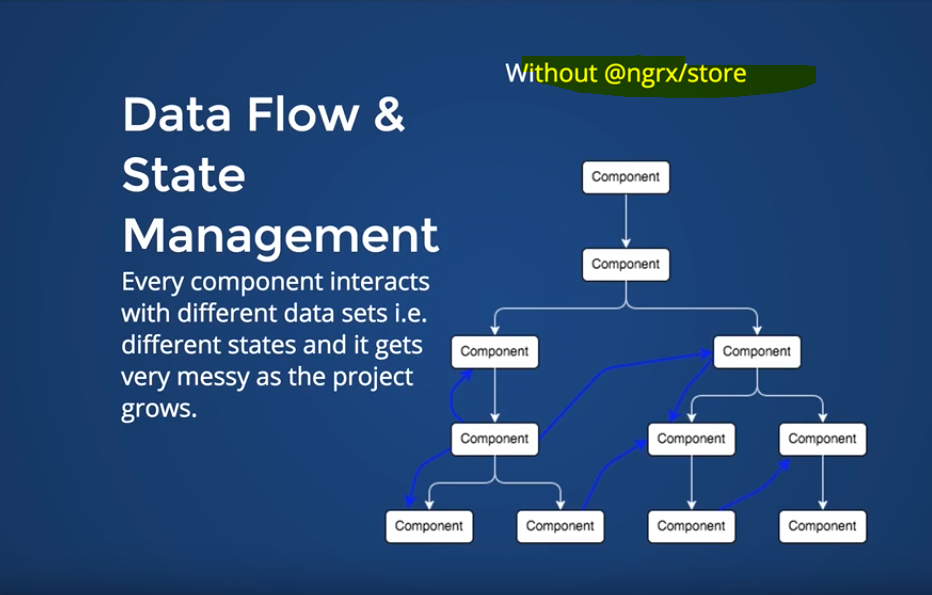 Without @ngrx/store
Data Flow &
State
Management
Every component interacts
with different data sets i.e.
different states and it gets
very messy as the project
grows.
Component
Component
Component
Component
Component
Component
Component
Component
Component
Component
Component